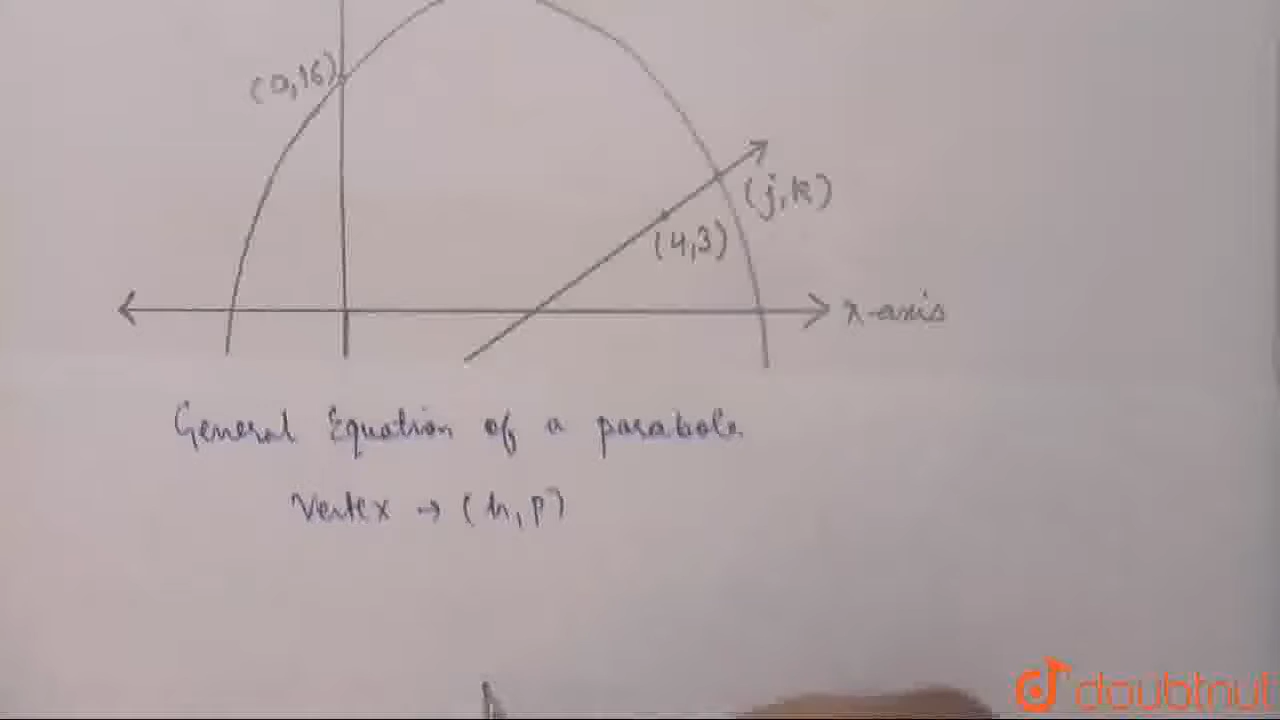 (0,16)
(j,k)
(4,3)
x-axis
General Equation of a parabola
Vertex → (h,p)
doubtnut